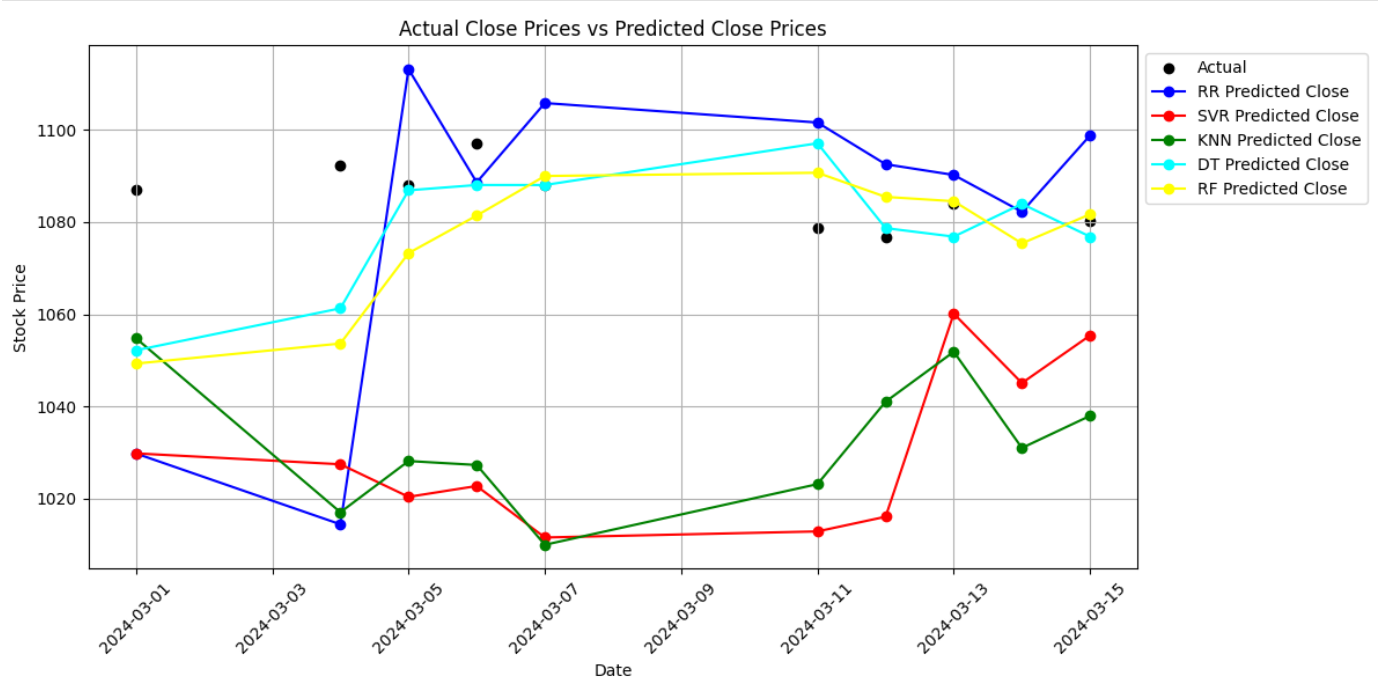 Actual Close Prices vs Predicted Close Prices
Actual
RR Predicted Close
SVR Predicted Close
KNN Predicted Close
DT Predicted Close
RF Predicted Close
Stock Price
1100
1080
1060
1040
1020
2024-03-01
2024-03-03
2024-03-05
2024-03-07
2024-03-09
2024-03-11
2024-03-13
2024-03-15
Date